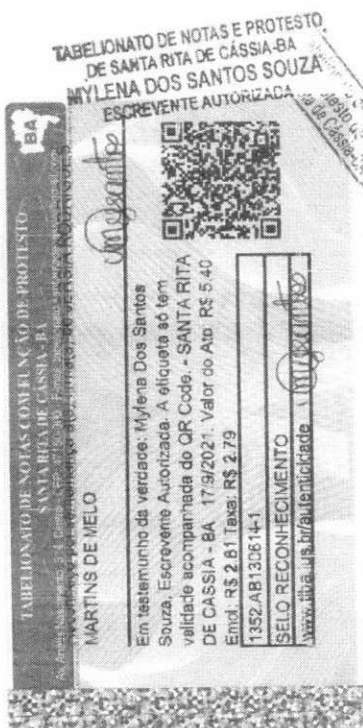 TABELIONATO DE NOTAS E PROTESTO
DE SANTA RITA DE CÁSSIA-BA
MYLENA DOS SANTOS SOUZA
ESCREVENTE AUTORIZADA
BA
TABELIONATO DE NOTAS COM FUNÇÃO DE PROTESTO
SANTA RITA DE CÁSSIA - BA
RODRIGUES
MARTINS DE MELO
Em testemunho da verdade: Mylena Dos Santos
Souza, Escrevente Autorizada. A etiqueta só tem
validade acompanhada do QR Code. - SANTA RITA
DE CASSIA - BA 17/9/2021. Valor do Ato: R$ 5.40
Emol: R$ 2.61 Taxa: R$ 2.79
1352.AB130614-1
SELO RECONHECIMENTO
www.tjba.jus.br/autenticidade